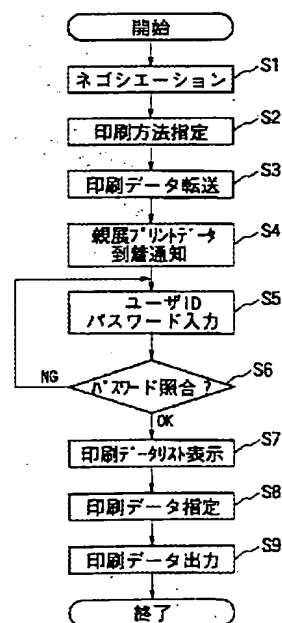 開始
ネゴシエーション
S1
印刷方法指定
S2
印刷データ転送
S3
親展プリントデータ
到着通知
S4
ユーザID
パスワード入力
S5
パスワード照合?
S6
NG
OK
印刷データリスト表示
S7
印刷データ指定
S8
印刷データ出力
S9
終了